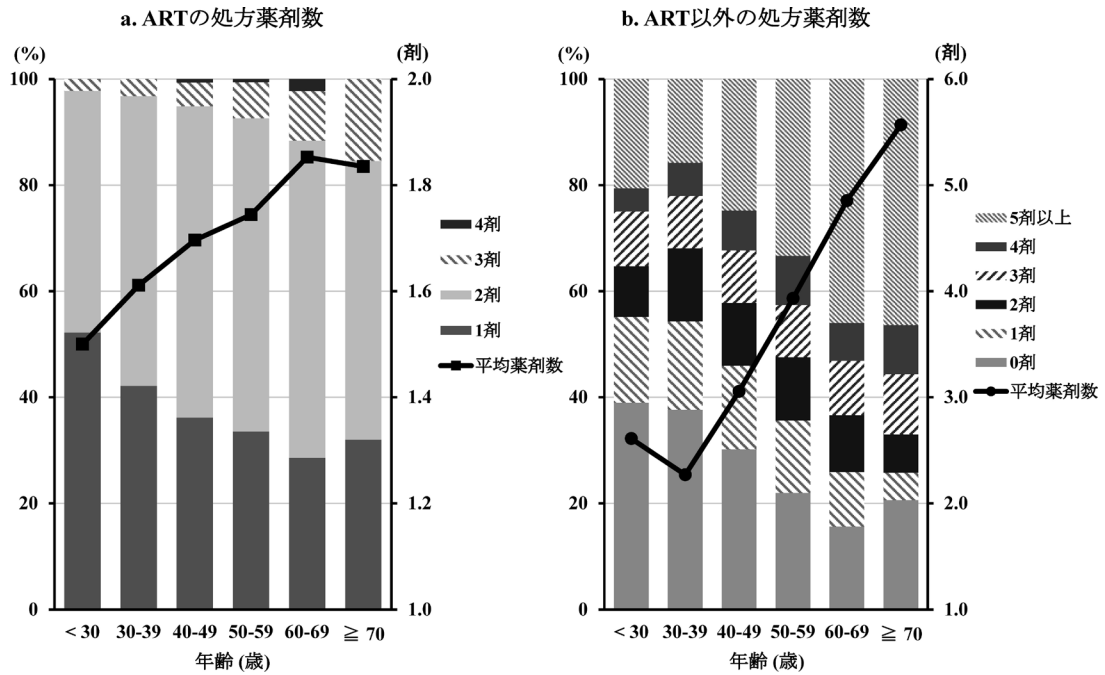 a. ARTの処方薬剤数
(%)
(剤)
100
80
60
40
20
0
2.0
1.8
1.6
1.4
1.2
1.0
4剤
3剤
2剤
1剤
平均薬剤数
< 30
30-39
40-49
50-59
60-69
≧ 70
年齢 (歳)
b. ART以外の処方薬剤数
(%)
(剤)
100
80
60
40
20
0
6.0
5.0
4.0
3.0
2.0
1.0
5剤以上
4剤
3剤
2剤
1剤
0剤
平均薬剤数
< 30
30-39
40-49
50-59
60-69
≧ 70
年齢 (歳)